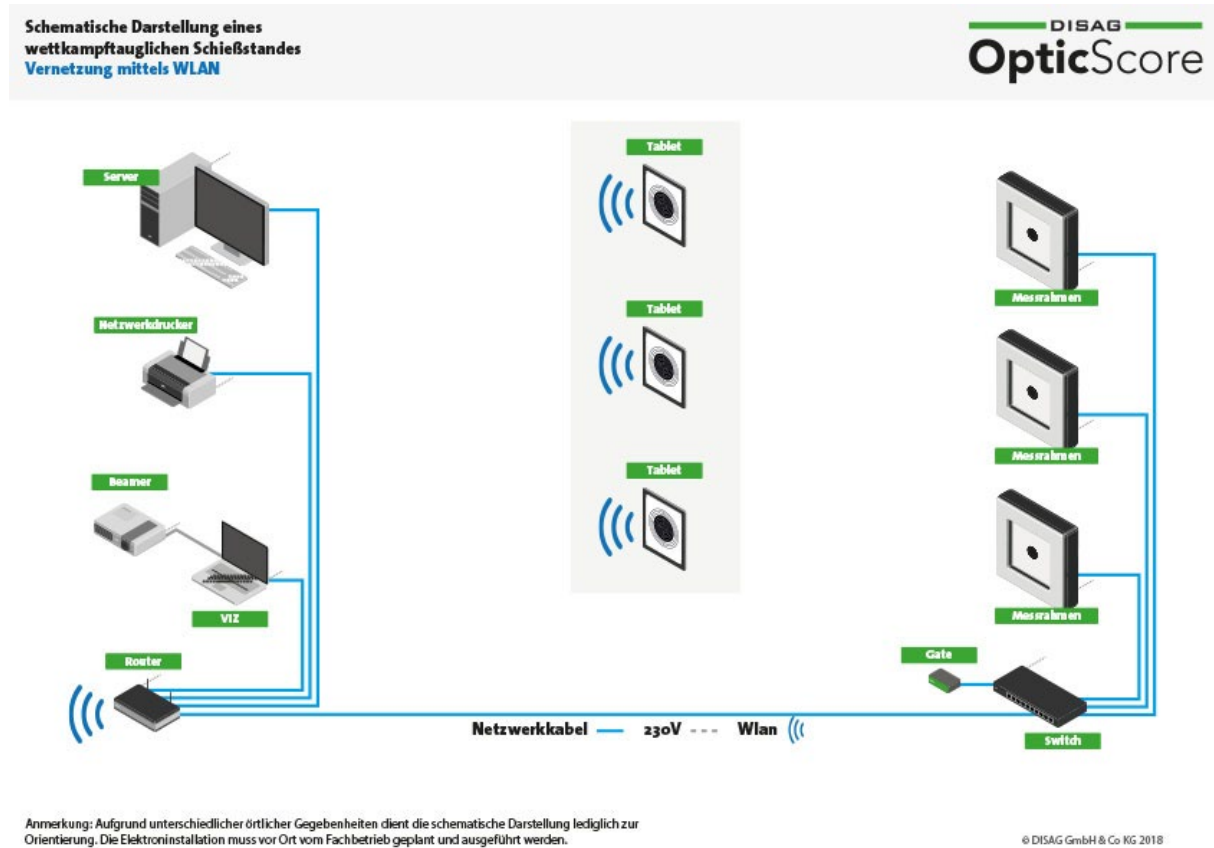 Schematische Darstellung eines
wettkampftauglichen Schießstandes
Vernetzung mittels WLAN
DISAG
OpticScore
Server
Tablet
Messrahmen
Netzwerkdrucker
Tablet
Messrahmen
Beamer
Tablet
VIZ
Messrahmen
Router
Gate
Netzwerkkabel
230V
Wlan
Switch
Anmerkung: Aufgrund unterschiedlicher örtlicher Gegebenheiten dient die schematische Darstellung lediglich zur
Orientierung. Die Elektroninstallation muss vor Ort vom Fachbetrieb geplant und ausgeführt werden.
© DISAG GmbH & Co KG 2018